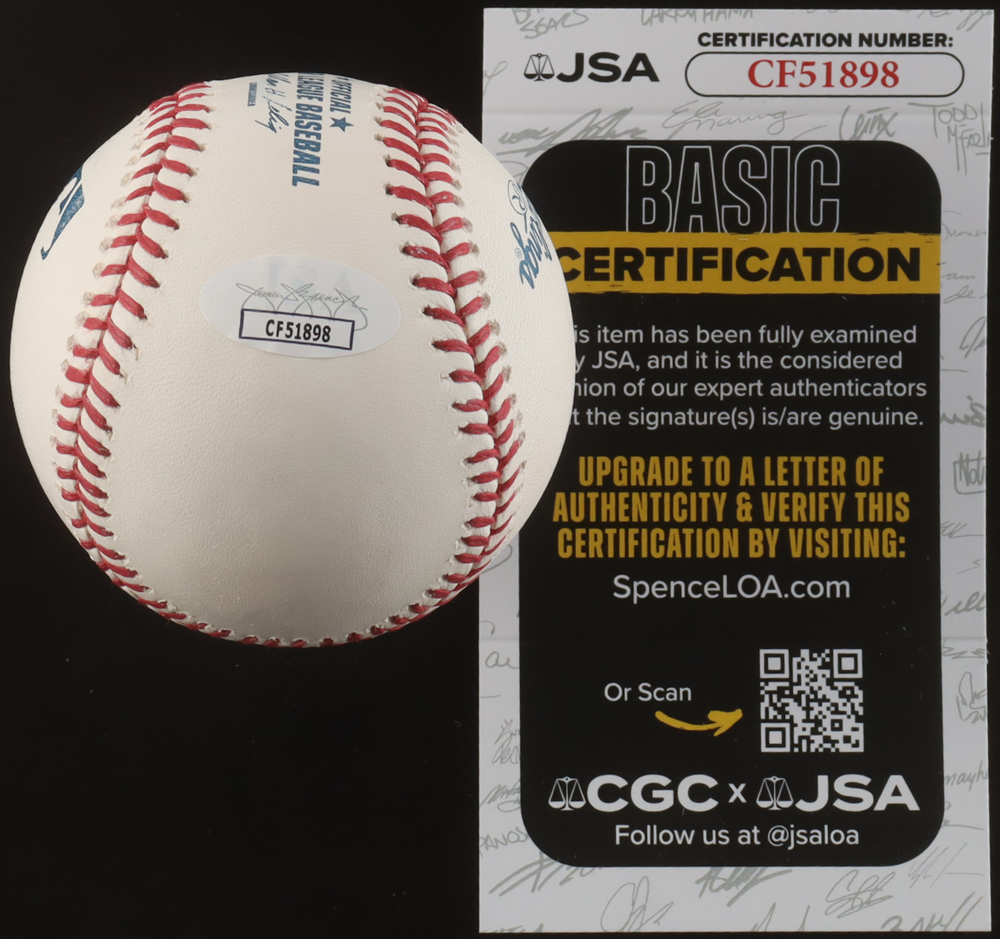 OFFICIAL ★
LEAGUE BASEBALL
CF51898
JSA
CERTIFICATION NUMBER:
CF51898
BASIC
CERTIFICATION
is item has been fully examined
y JSA, and it is the considered
nion of our expert authenticators
t the signature(s) is/are genuine.
UPGRADE TO A LETTER OF
AUTHENTICITY & VERIFY THIS
CERTIFICATION BY VISITING:
SpenceLOA.com
Or Scan
CGC x JSA
Follow us at @jsaloa